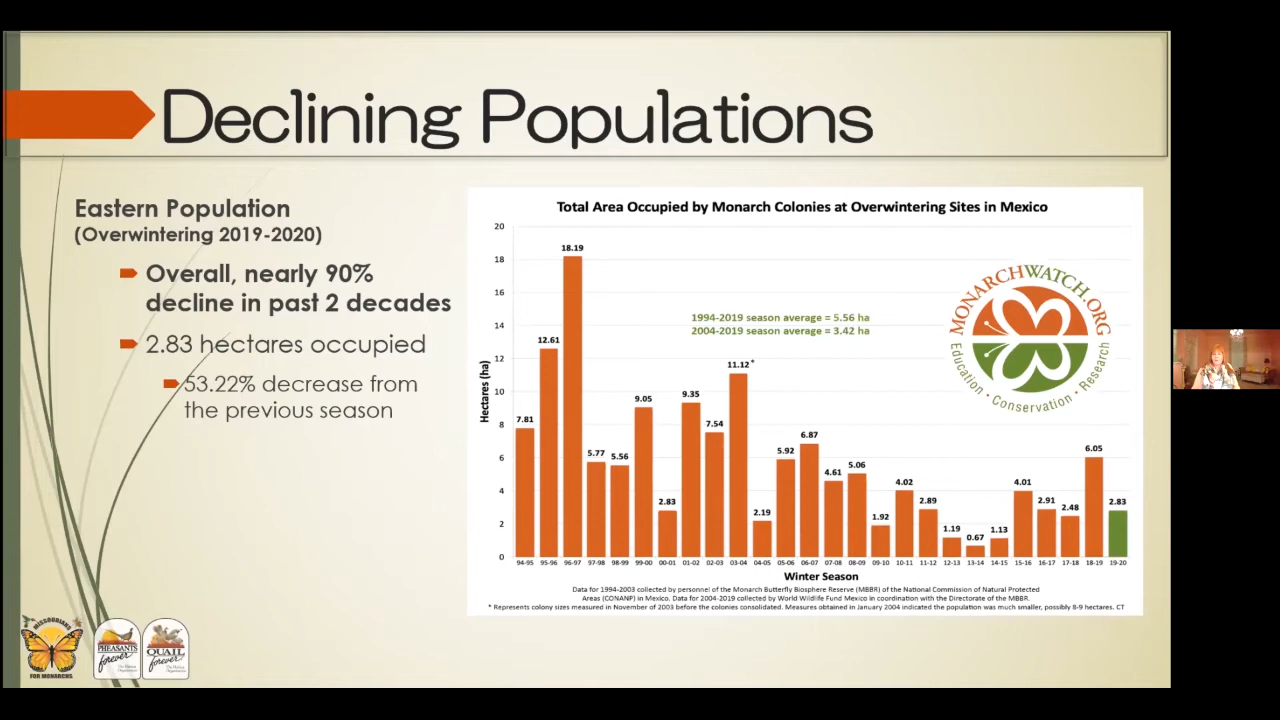 Declining Populations
Eastern Population
(Overwintering 2019-2020)
Overall, nearly 90%
decline in past 2 decades
2.83 hectares occupied
53.22% decrease from
the previous season
Total Area Occupied by Monarch Colonies at Overwintering Sites in Mexico
20
18
16
14
12
10
8
6
4
2
0
Hectares (ha)
1994-2019 season average = 5.56 ha
2004-2019 season average = 3.42 ha
7.81
12.61
18.19
5.77
5.56
9.05
2.83
9.35
7.54
11.12*
2.19
5.92
6.87
4.61
5.06
1.92
4.02
2.89
1.19
0.67
1.13
4.01
2.91
2.48
6.05
2.83
94-95 95-96 96-97 97-98 98-99 99-00 00-01 01-02 02-03 03-04 04-05 05-06 06-07 07-08 08-09 09-10 10-11 11-12 12-13 13-14 14-15 15-16 16-17 17-18 18-19 19-20
Winter Season
MONARCHWATCH.ORG
Education • Conservation • Research
Data for 1994-2003 collected by personnel of the Monarch Butterfly Biosphere Reserve (MBBR) of the National Commission of Natural Protected
Areas (CONANP) in Mexico. Data for 2004-2019 collected by World Wildlife Fund Mexico in coordination with the Directorate of the MBBR.
* Represents colony sizes measured in November of 2003 before the colonies consolidated. Measures obtained in January 2004 indicated the population was much smaller, possibly 8-9 hectares. CT
MISSOURIANS
FOR MONARCHS
PHEASANTS
forever
QUAIL
forever